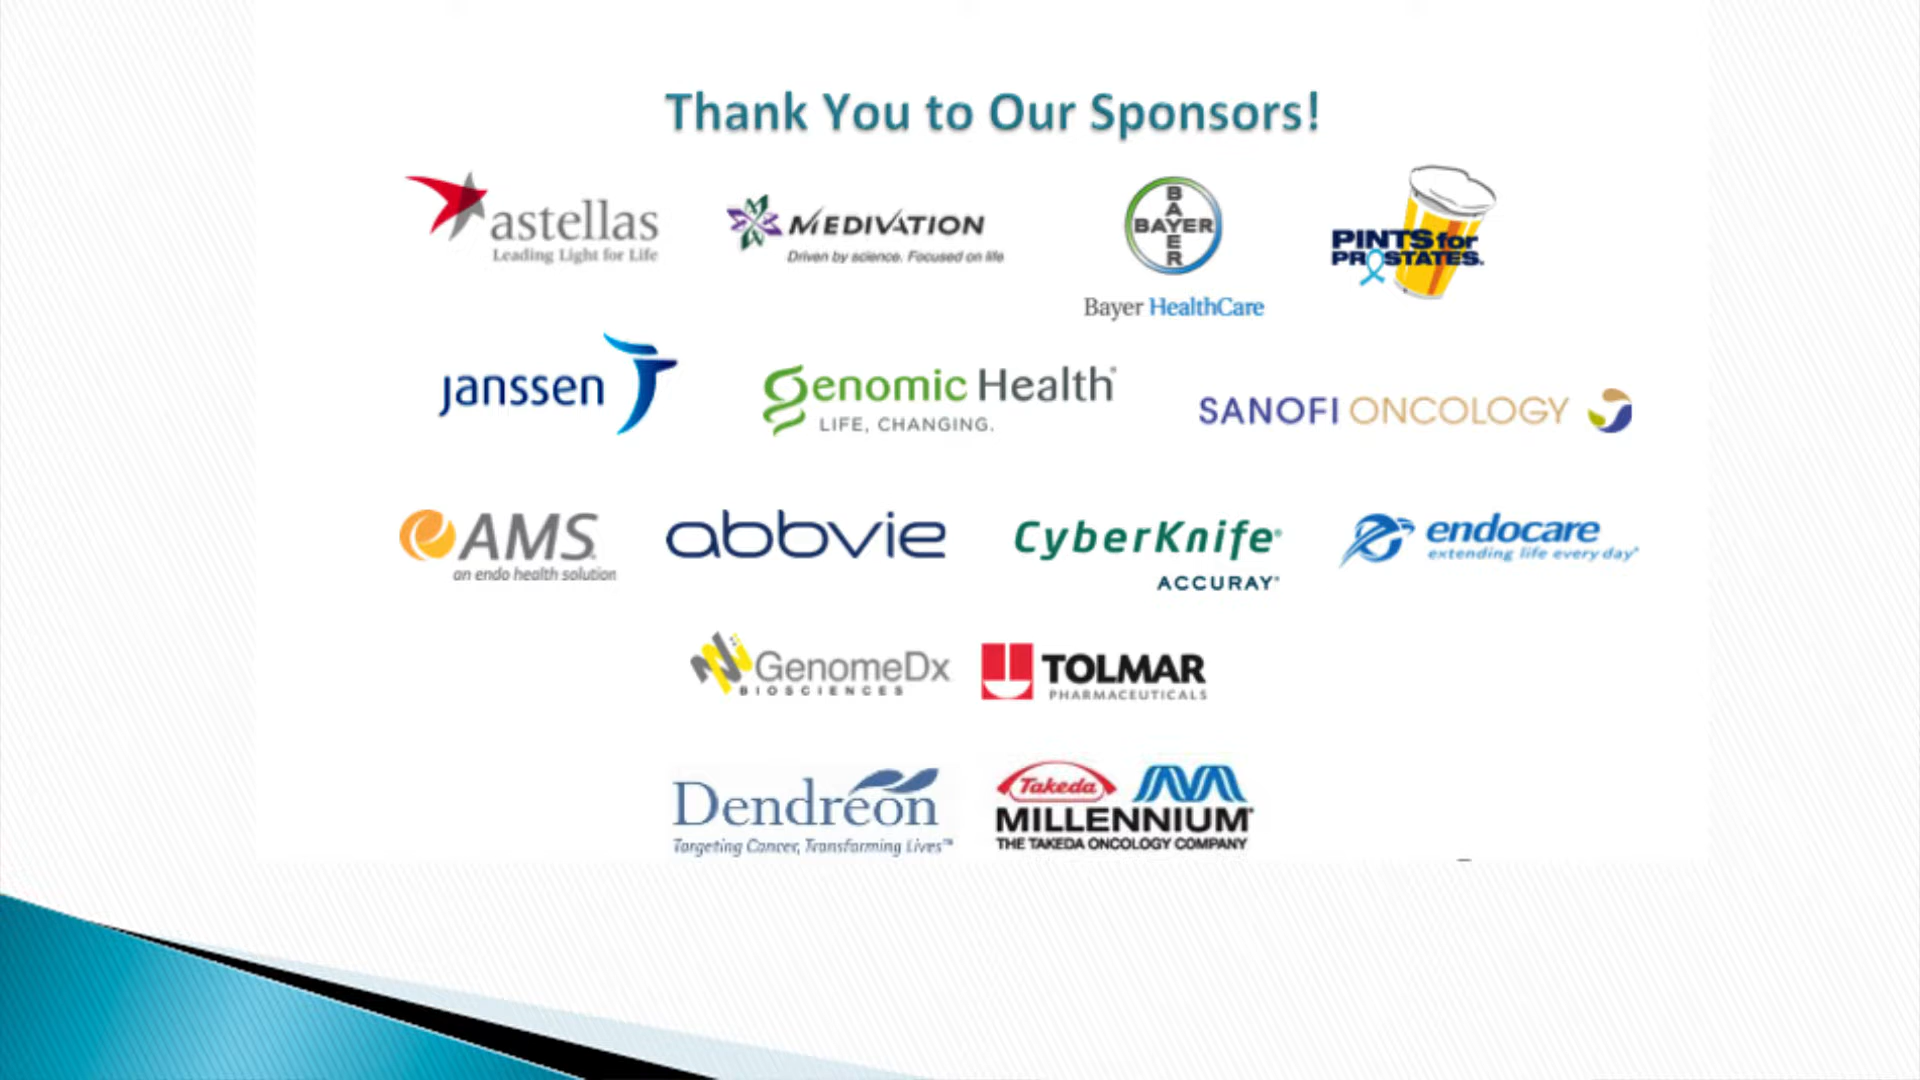 Thank You to Our Sponsors!
astellas
Leading Light for Life
MEDIVATION
Driven by science. Focused on life
BAYER
BAYER
Bayer HealthCare
PINTS for
PROSTATES.
janssen
Genomic Health®
LIFE, CHANGING.
SANOFI ONCOLOGY
AMS
an endo health solution
abbvie
CyberKnife®
ACCURAY®
endocare
extending life every day®
GenomeDx
BIOSCIENCES
TOLMAR
PHARMACEUTICALS
Dendreon
Targeting Cancer, Transforming Lives™
Takeda
MILLENNIUM®
THE TAKEDA ONCOLOGY COMPANY